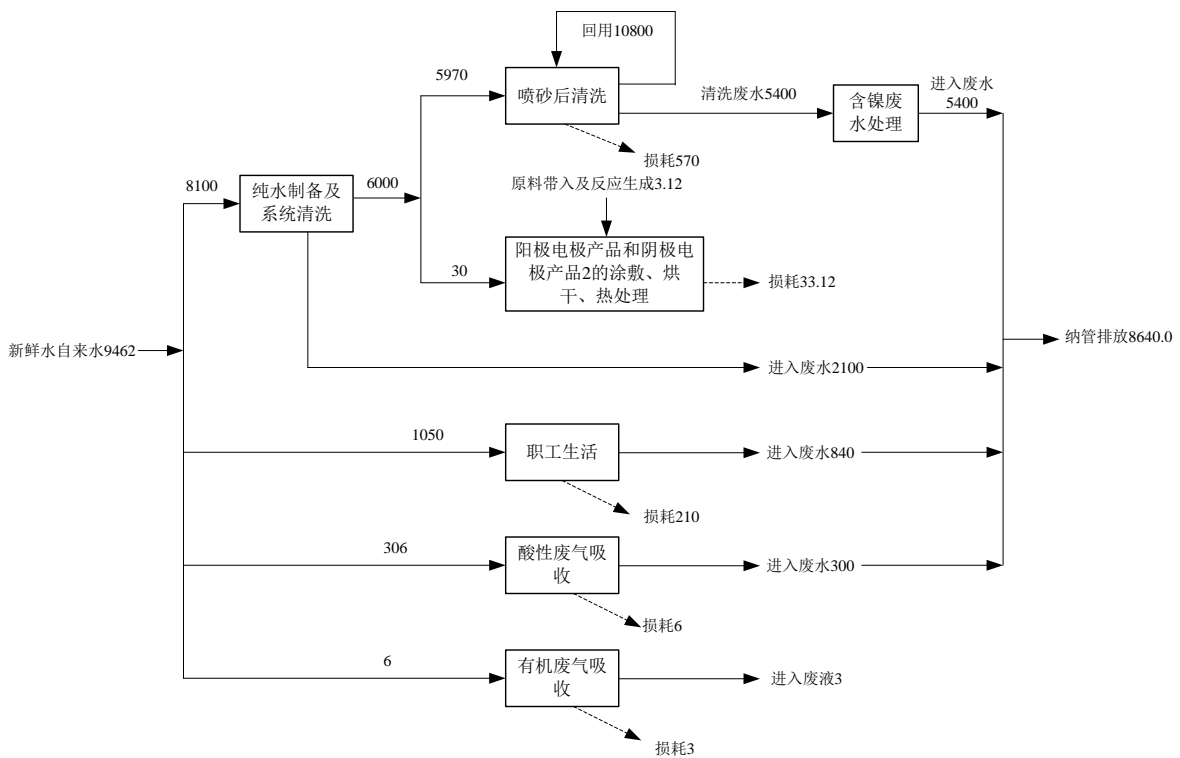 回用10800
5970
喷砂后清洗
清洗废水5400
含镍废
水处理
进入废水
5400
损耗570
原料带入及反应生成3.12
8100
纯水制备及
系统清洗
6000
30
阳极电极产品和阴极电
极产品2的涂敷、烘
干、热处理
损耗33.12
新鲜水自来水9462
纳管排放8640.0
进入废水2100
1050
职工生活
进入废水840
损耗210
306
酸性废气吸
收
进入废水300
损耗6
6
有机废气吸
收
进入废液3
损耗3